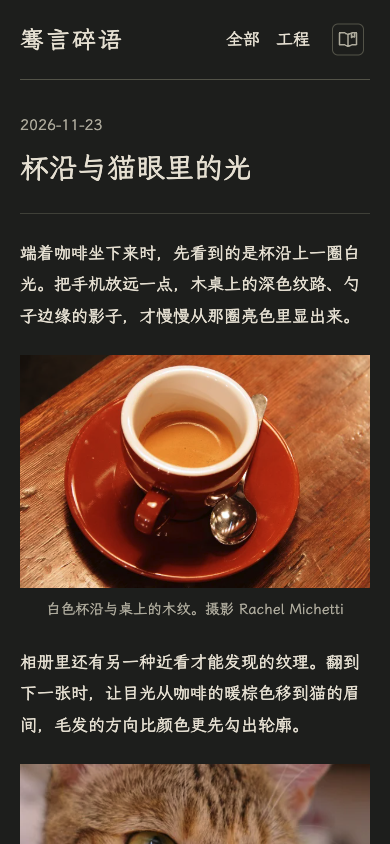 骞言碎语
全部 工程
2026-11-23
杯沿与猫眼里的光
端着咖啡坐下来时，先看到的是杯沿上一圈白
光。把手机放远一点，木桌上的深色纹路、勺
子边缘的影子，才慢慢从那圈亮色里显出来。
白色杯沿与桌上的木纹。摄影 Rachel Michetti
相册里还有另一种近看才能发现的纹理。翻到
下一张时，让目光从咖啡的暖棕色移到猫的眉
间，毛发的方向比颜色更先勾出轮廓。